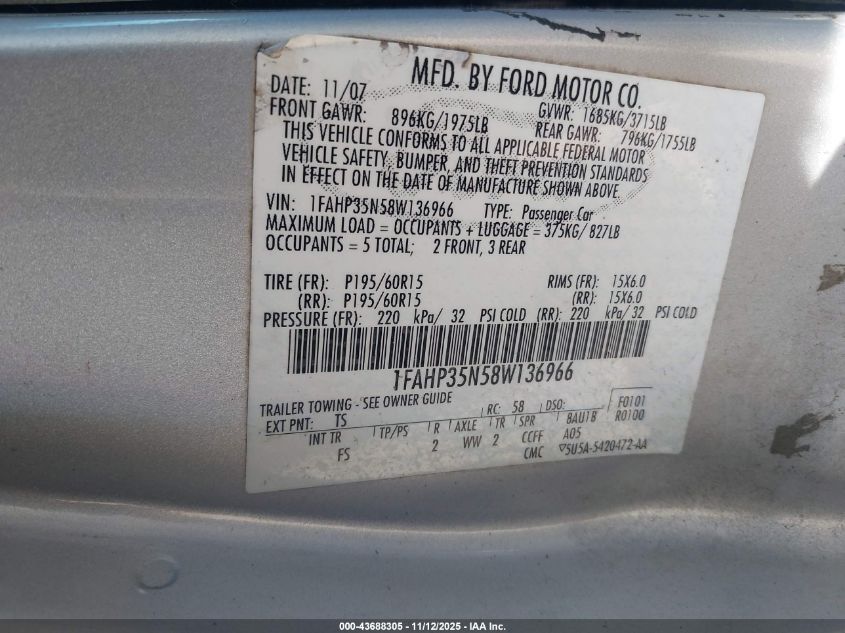 MFD. BY FORD MOTOR CO.
DATE: 11/07 GVWR: 1685KG/3715LB
FRONT GAWR: 896KG/1975LB REAR GAWR: 796KG/1755LB
THIS VEHICLE CONFORMS TO ALL APPLICABLE FEDERAL MOTOR
VEHICLE SAFETY, BUMPER, AND THEFT PREVENTION STANDARDS
IN EFFECT ON THE DATE OF MANUFACTURE SHOWN ABOVE
VIN: 1FAHP35N58W136966 TYPE: Passenger Car
MAXIMUM LOAD = OCCUPANTS + LUGGAGE = 375KG/827LB
OCCUPANTS = 5 TOTAL; 2 FRONT, 3 REAR
TIRE (FR): P195/60R15 RIMS (FR): 15X6.0
(RR): P195/60R15 (RR): 15X6.0
PRESSURE (FR): 220 kPa/ 32 PSI COLD (RR): 220 kPa/ 32 PSI COLD
1FAHP35N58W136966
TRAILER TOWING - SEE OWNER GUIDE F0101
EXT PNT: TS RC: 58 DSO: R0100
INT TR TP/PS R AXLE TR SPR BAU18
FS 2 WW 2 CCFF A05
CMC 5U5A-5420472-AA
000-43688305 - 11/12/2025 - IAA Inc.